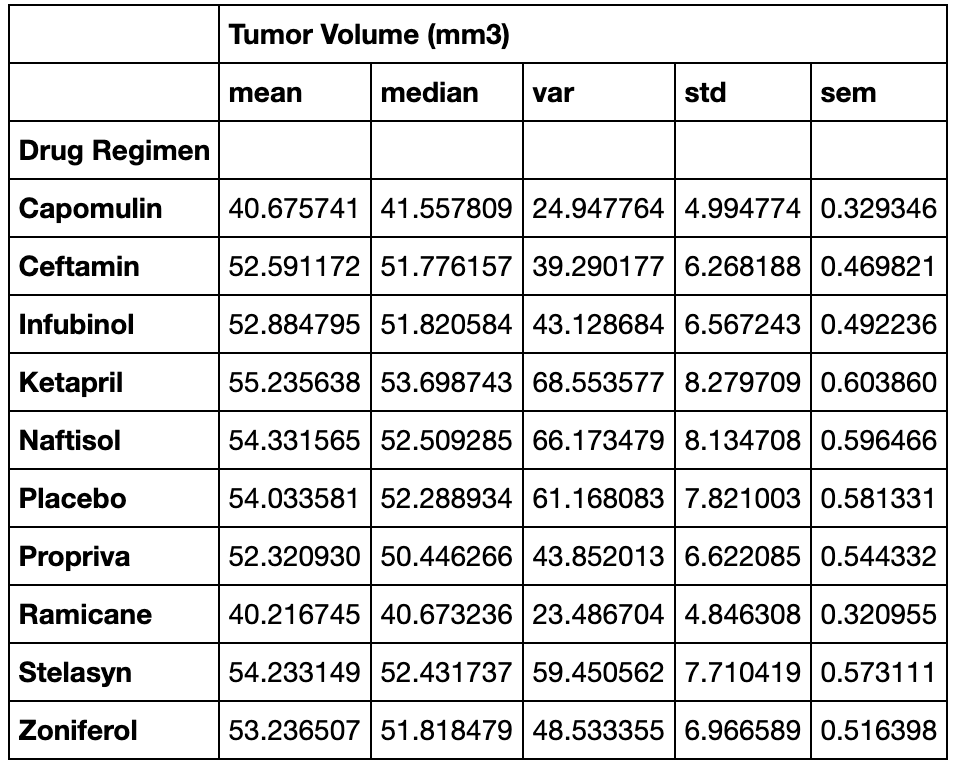 Tumor Volume (mm3)
mean median var std sem
Drug Regimen
Capomulin 40.675741 41.557809 24.947764 4.994774 0.329346
Ceftamin 52.591172 51.776157 39.290177 6.268188 0.469821
Infubinol 52.884795 51.820584 43.128684 6.567243 0.492236
Ketapril 55.235638 53.698743 68.553577 8.279709 0.603860
Naftisol 54.331565 52.509285 66.173479 8.134708 0.596466
Placebo 54.033581 52.288934 61.168083 7.821003 0.581331
Propriva 52.320930 50.446266 43.852013 6.622085 0.544332
Ramicane 40.216745 40.673236 23.486704 4.846308 0.320955
Stelasyn 54.233149 52.431737 59.450562 7.710419 0.573111
Zoniferol 53.236507 51.818479 48.533355 6.966589 0.516398